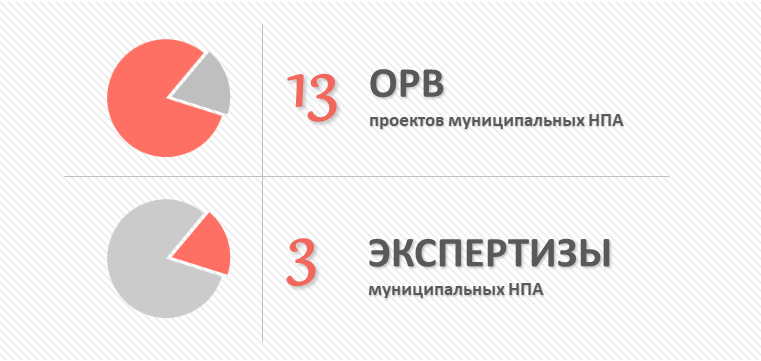 13
ОРВ
проектов муниципальных НПА
3
ЭКСПЕРТИЗЫ
муниципальных НПА